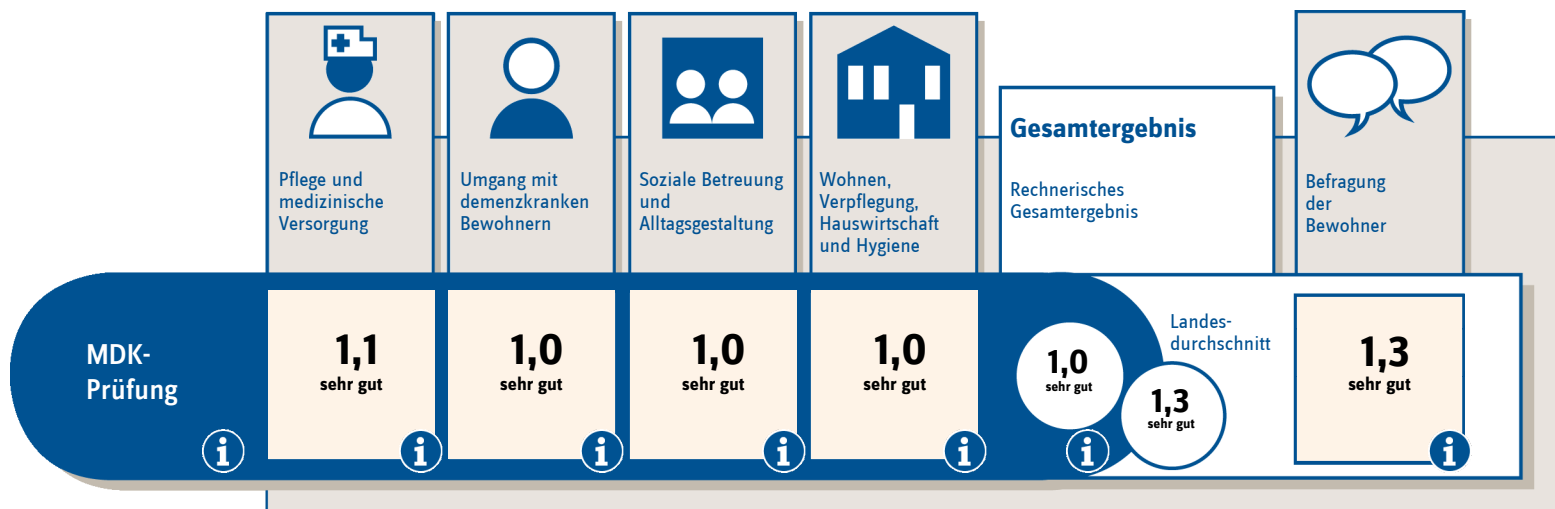 Pflege und
medizinische
Versorgung
Umgang mit
demenzkranken
Bewohnern
Soziale Betreuung
und
Alltagsgestaltung
Wohnen,
Verpflegung,
Hauswirtschaft
und Hygiene
Gesamtergebnis
Rechnerisches
Gesamtergebnis
Befragung
der
Bewohner
MDK-
Prüfung
i
1,1
sehr gut
i
1,0
sehr gut
i
1,0
sehr gut
i
1,0
sehr gut
i
1,0
sehr gut
i
Landes-
durchschnitt
1,3
sehr gut
1,3
sehr gut
i